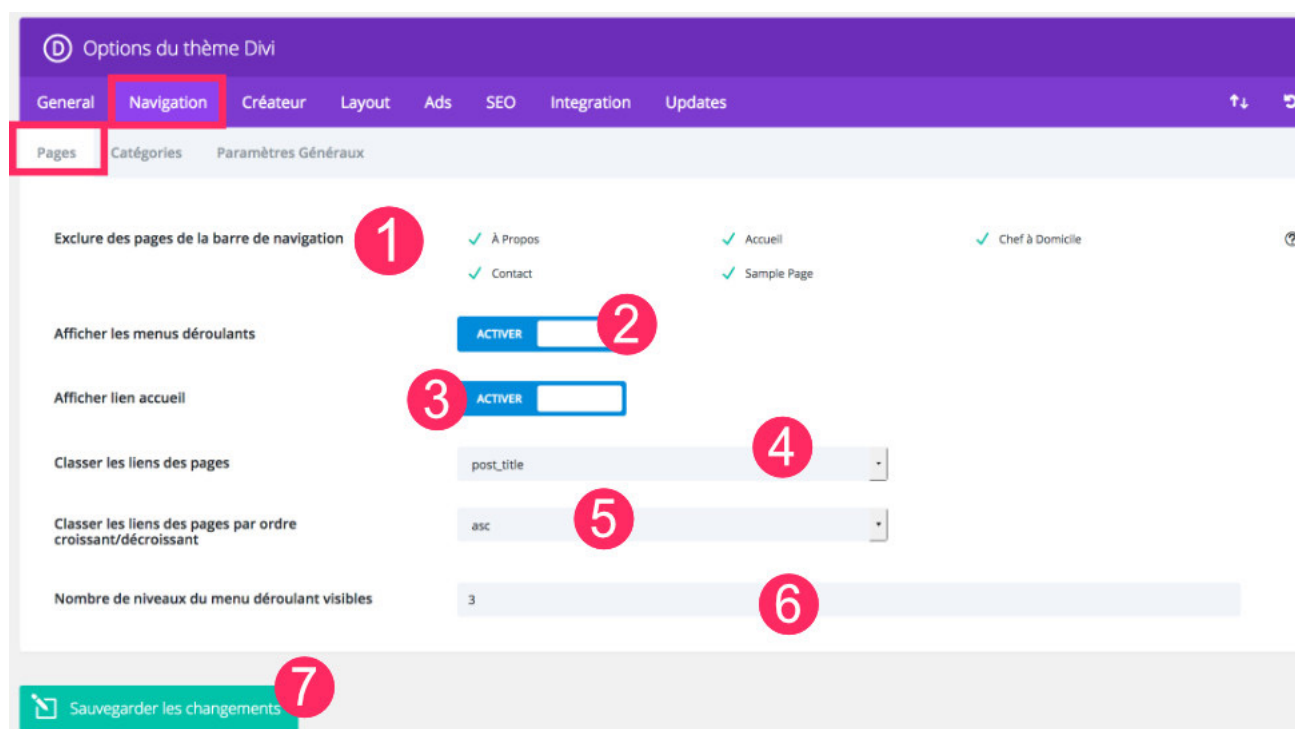 D Options du thème Divi
General Navigation Créateur Layout Ads SEO Integration Updates
Pages Catégories Paramètres Généraux
Exclure des pages de la barre de navigation 1 À Propos Accueil Chef à Domicile ?
Contact Sample Page
Afficher les menus déroulants ACTIVER 2
Afficher lien accueil 3 ACTIVER
Classer les liens des pages post_title 4
Classer les liens des pages par ordre
croissant/décroissant asc 5
Nombre de niveaux du menu déroulant visibles 3 6
Sauvegarder les changements 7